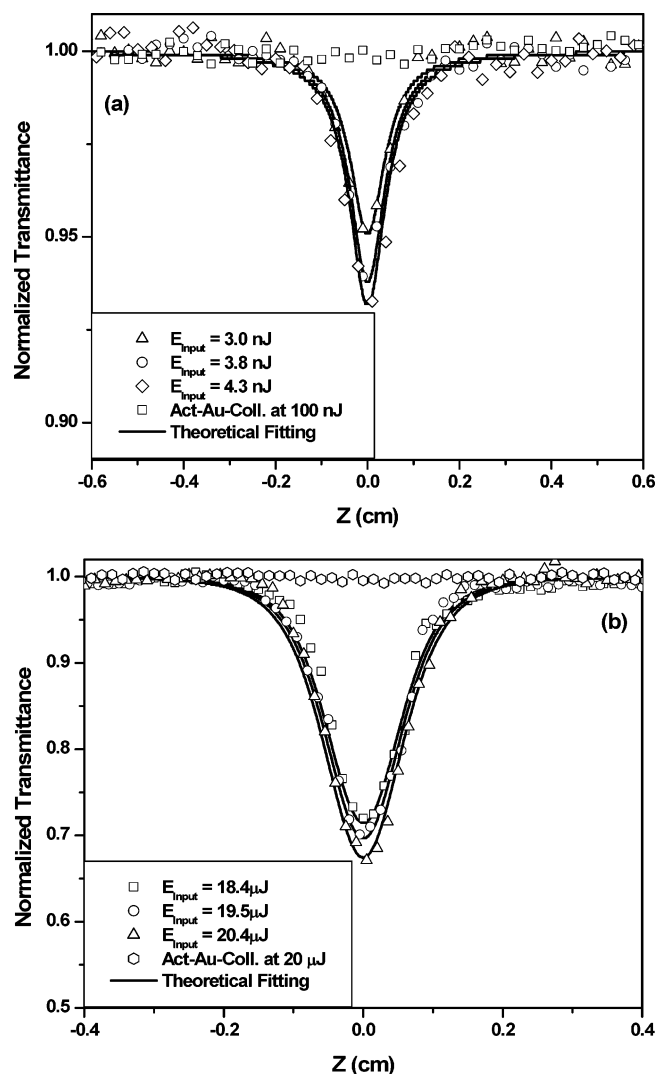 1.00
0.95
0.90
Normalized Transmittance
(a)
E_Input = 3.0 nJ
E_Input = 3.8 nJ
E_Input = 4.3 nJ
Act-Au-Coll. at 100 nJ
Theoretical Fitting
-0.6 -0.4 -0.2 0.0 0.2 0.4 0.6
Z (cm)
1.0
0.9
0.8
0.7
0.6
0.5
Normalized Transmittance
(b)
E_Input = 18.4μJ
E_Input = 19.5μJ
E_Input = 20.4μJ
Act-Au-Coll. at 20 μJ
Theoretical Fitting
-0.4 -0.2 0.0 0.2 0.4
Z (cm)